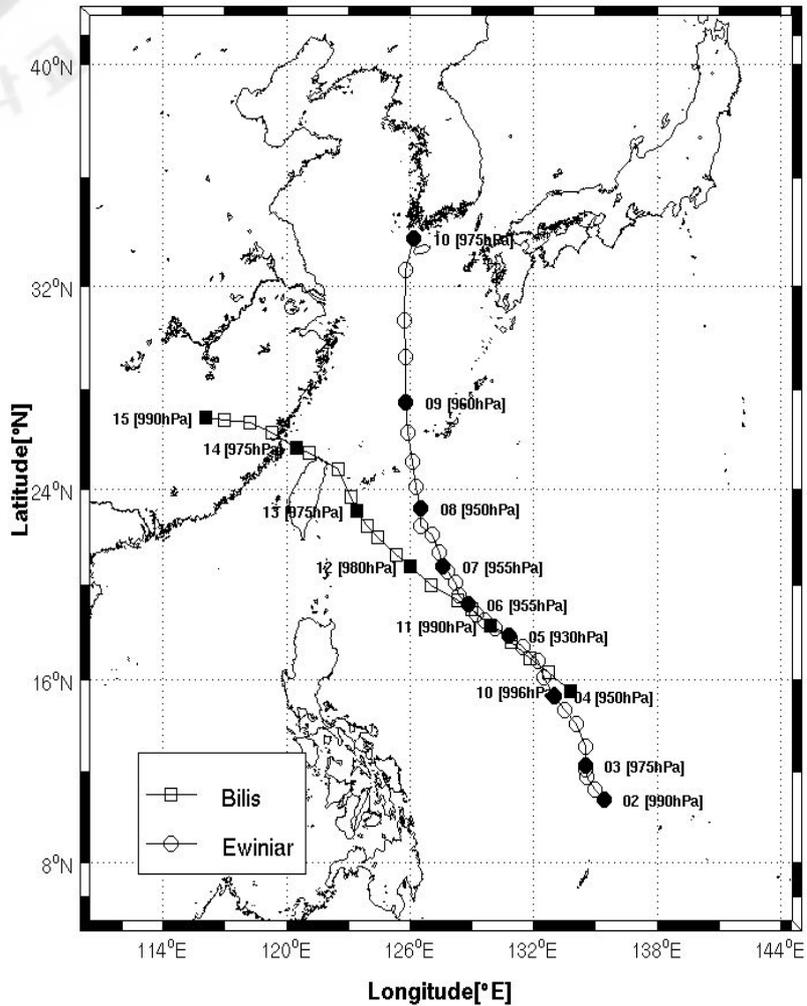 40°N
10 [975hPa]
32°N
09 [960hPa]
15 [990hPa]
14 [975hPa]
24°N
13 [975hPa]
08 [950hPa]
12 [980hPa]
07 [955hPa]
06 [955hPa]
11 [990hPa]
05 [930hPa]
16°N
10 [996hPa]
04 [950hPa]
03 [975hPa]
02 [990hPa]
Bilis
Ewiniar
8°N
114°E 120°E 126°E 132°E 138°E 144°E
Longitude[°E]
Latitude[°N]